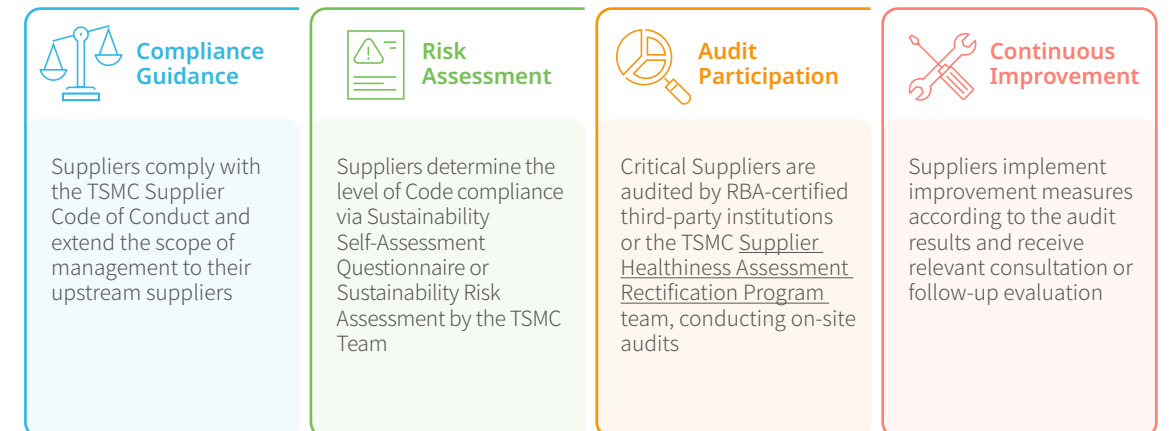 Compliance
Guidance
Suppliers comply with
the TSMC Supplier
Code of Conduct and
extend the scope of
management to their
upstream suppliers
Risk
Assessment
Suppliers determine the
level of Code compliance
via Sustainability
Self-Assessment
Questionnaire or
Sustainability Risk
Assessment by the TSMC
Team
Audit
Participation
Critical Suppliers are
audited by RBA-certified
third-party institutions
or the TSMC Supplier
Healthiness Assessment
Rectification Program
team, conducting on-site
audits
Continuous
Improvement
Suppliers implement
improvement measures
according to the audit
results and receive
relevant consultation or
follow-up evaluation